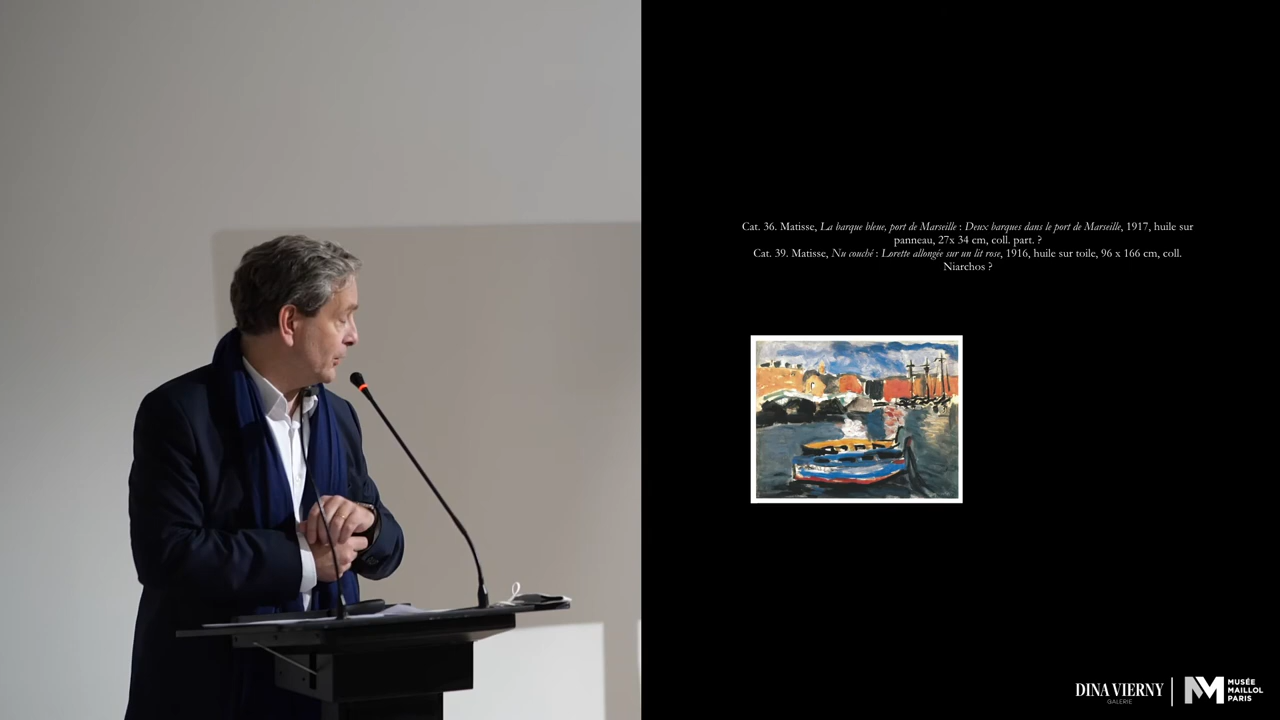 Cat. 36. Matisse, La barque bleue, port de Marseille : Deux barques dans le port de Marseille, 1917, huile sur
panneau, 27x 34 cm, coll. part. ?
Cat. 39. Matisse, Nu couché : Lorette allongée sur un lit rose, 1916, huile sur toile, 96 x 166 cm, coll.
Niarchos ?
DINA VIERNY
GALERIE
MUSÉE
MAILLOL
PARIS